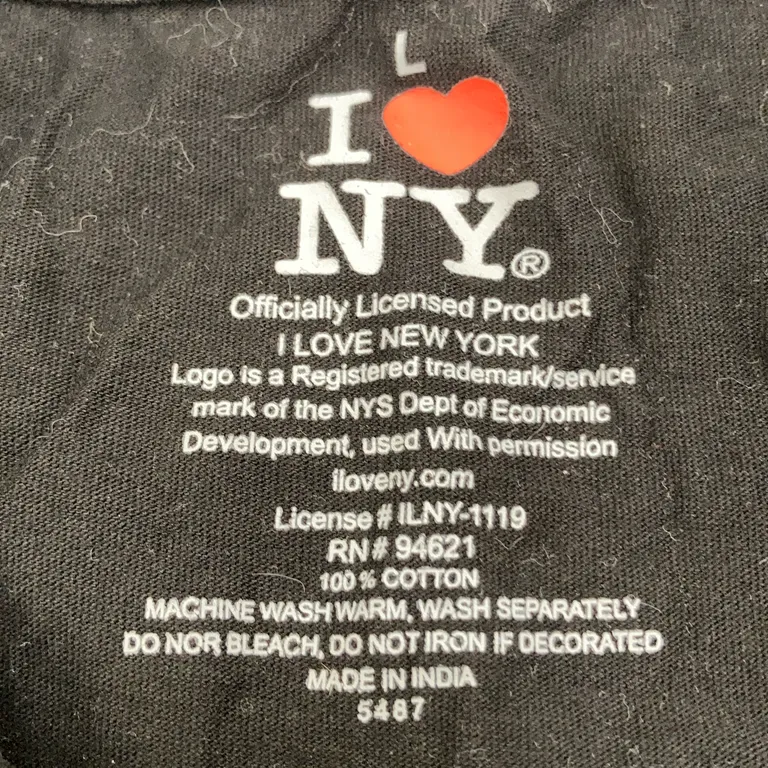 L
I ♥
NY®
Officially Licensed Product
I LOVE NEW YORK
Logo is a Registered trademark/service
mark of the NYS Dept of Economic
Development, used With permission
iloveny.com
License # ILNY-1119
RN# 94621
100 % COTTON
MACHINE WASH WARM, WASH SEPARATELY
DO NOR BLEACH, DO NOT IRON IF DECORATED
MADE IN INDIA
5487